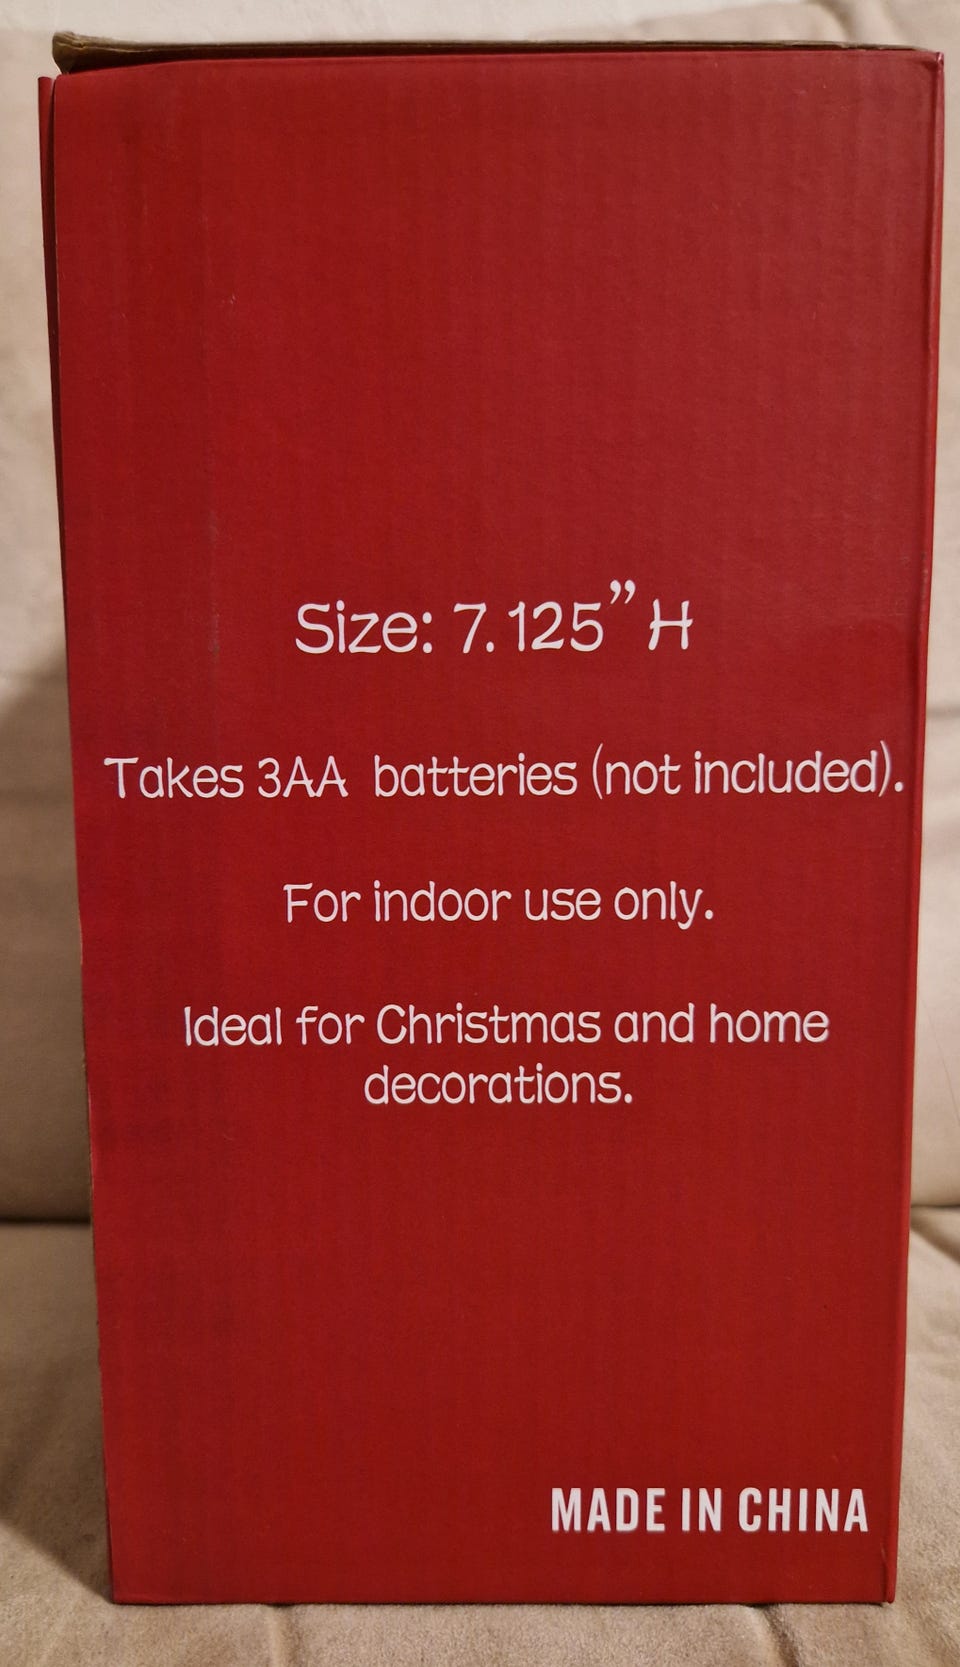 Size: 7.125” H
Takes 3AA batteries (not included).
For indoor use only.
Ideal for Christmas and home
decorations.
MADE IN CHINA